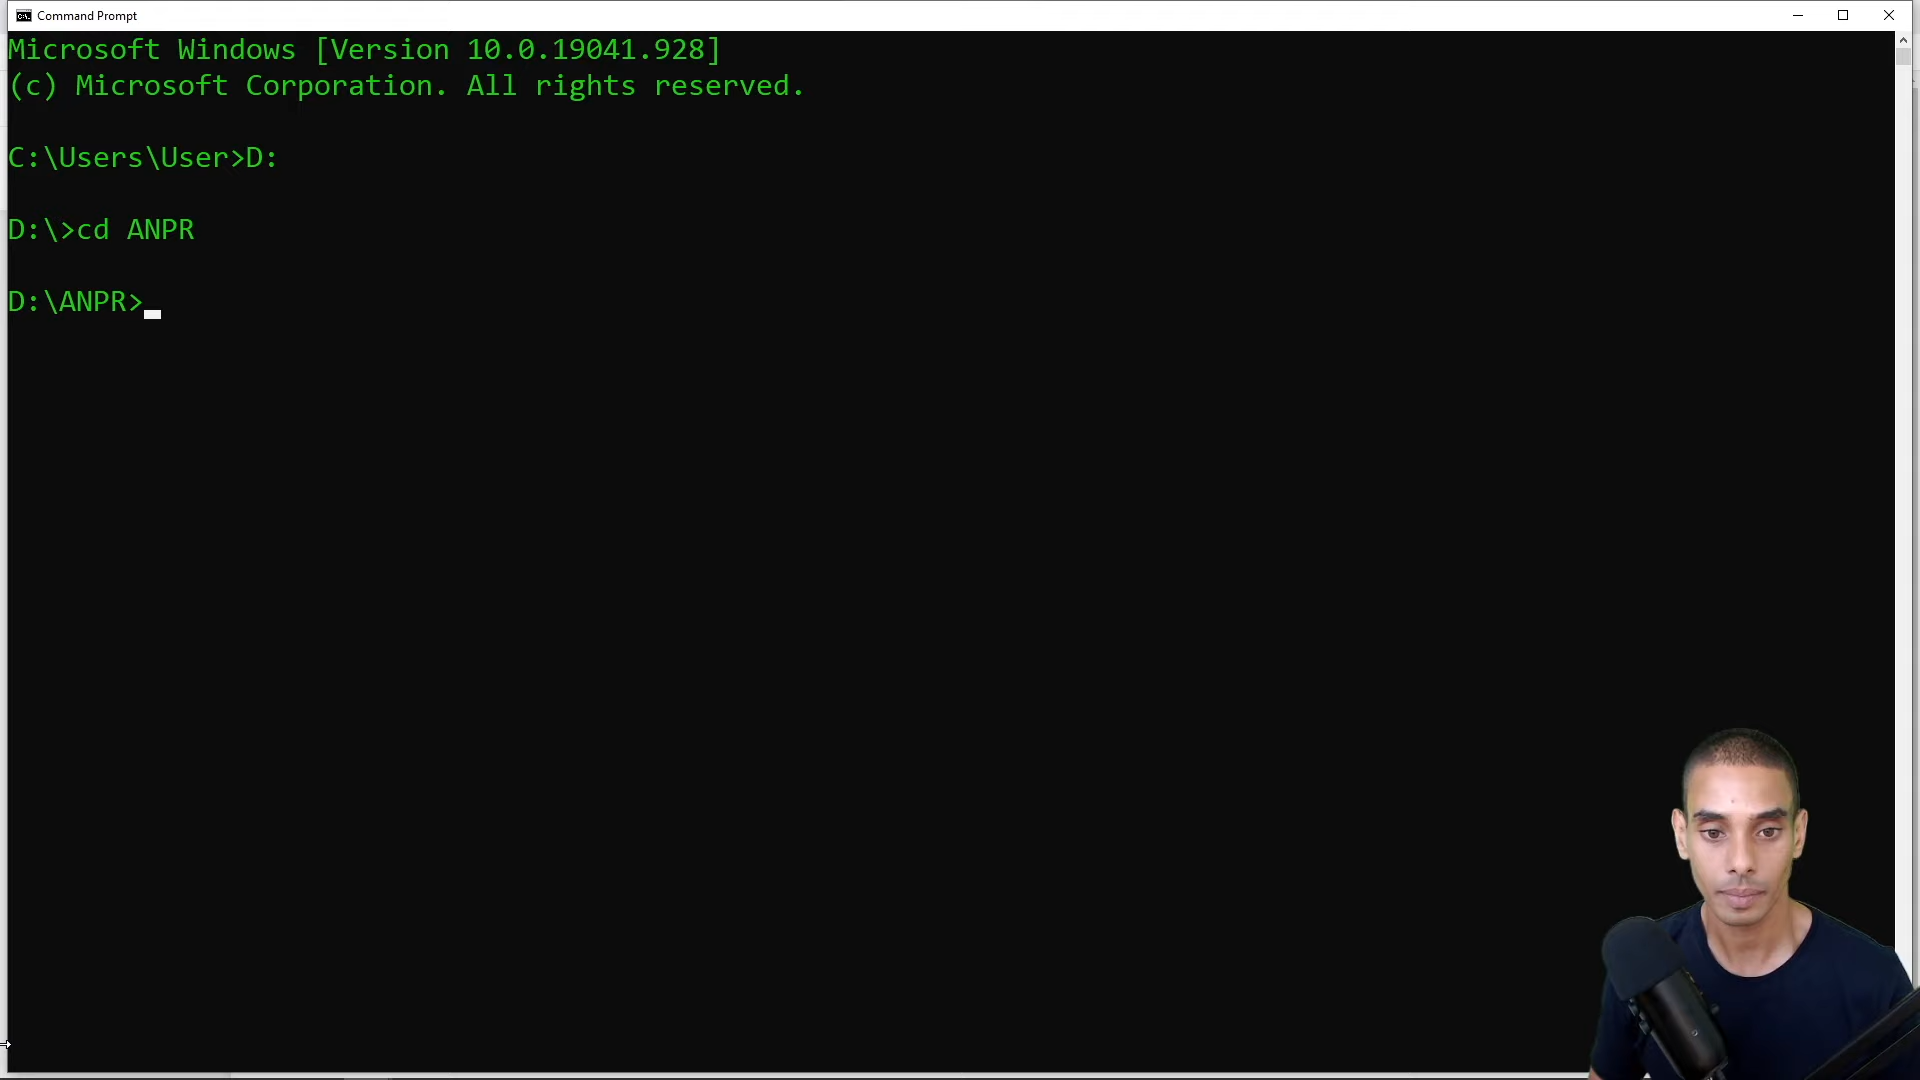 Command Prompt
Microsoft Windows [Version 10.0.19041.928]
(c) Microsoft Corporation. All rights reserved.
C:\Users\User>D:
D:\>cd ANPR
D:\ANPR>